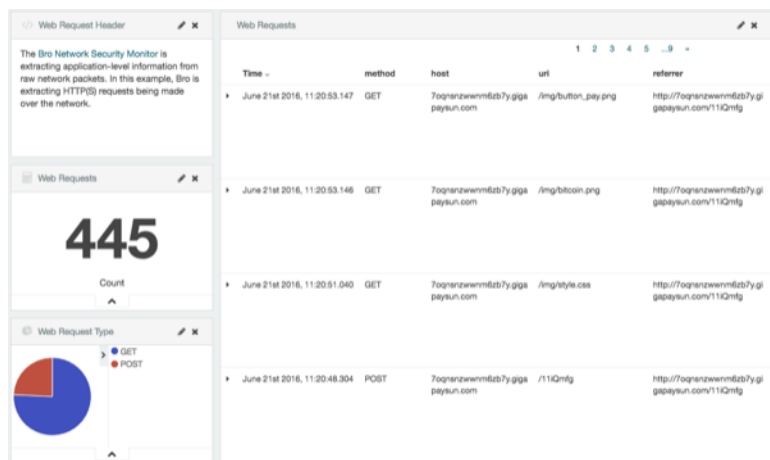 Web Request Header
The Bro Network Security Monitor is
extracting application-level information from
raw network packets. In this example, Bro is
extracting HTTP(S) requests being made
over the network.
Web Requests
445
Count
Web Request Type
GET
POST
Web Requests
1 2 3 4 5 ...9 »
Time method host uri referrer
June 21st 2016, 11:20:53.147 GET 7oqnsnzwwnm6zb7y.giga /img/button_pay.png http://7oqnsnzwwnm6zb7y.gi
paysun.com gapaysun.com/11iQmfg
June 21st 2016, 11:20:53.146 GET 7oqnsnzwwnm6zb7y.giga /img/bitcoin.png http://7oqnsnzwwnm6zb7y.gi
paysun.com gapaysun.com/11iQmfg
June 21st 2016, 11:20:51.040 GET 7oqnsnzwwnm6zb7y.giga /img/style.css http://7oqnsnzwwnm6zb7y.gi
paysun.com gapaysun.com/11iQmfg
June 21st 2016, 11:20:48.304 POST 7oqnsnzwwnm6zb7y.giga /11iQmfg http://7oqnsnzwwnm6zb7y.gi
paysun.com gapaysun.com/11iQmfg